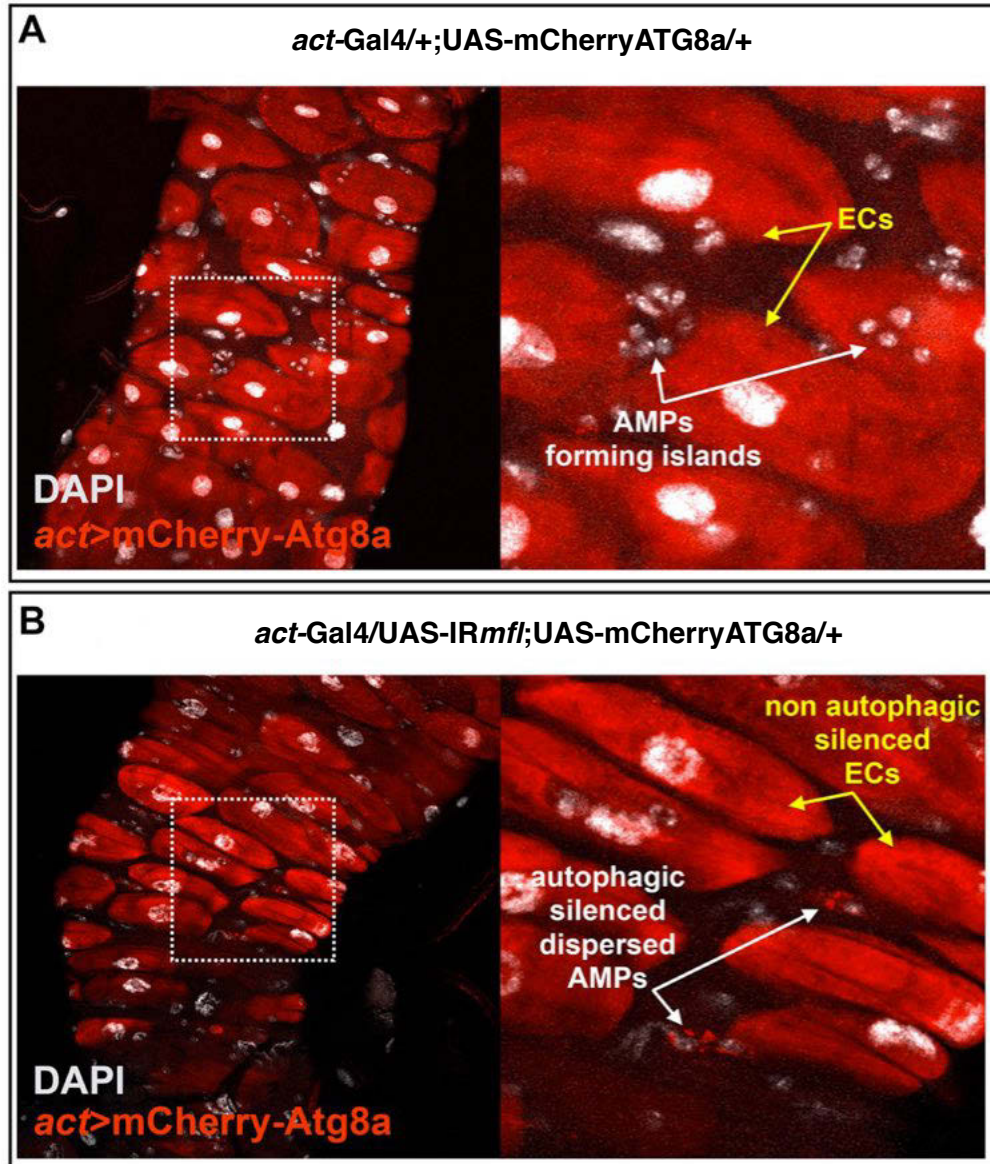 A
act-Gal4/+;UAS-mCherryATG8a/+
ECs
AMPs
forming islands
DAPI
act>mCherry-Atg8a
B
act-Gal4/UAS-IRmfl;UAS-mCherryATG8a/+
non autophagic
silenced
ECs
autophagic
silenced
dispersed
AMPs
DAPI
act>mCherry-Atg8a